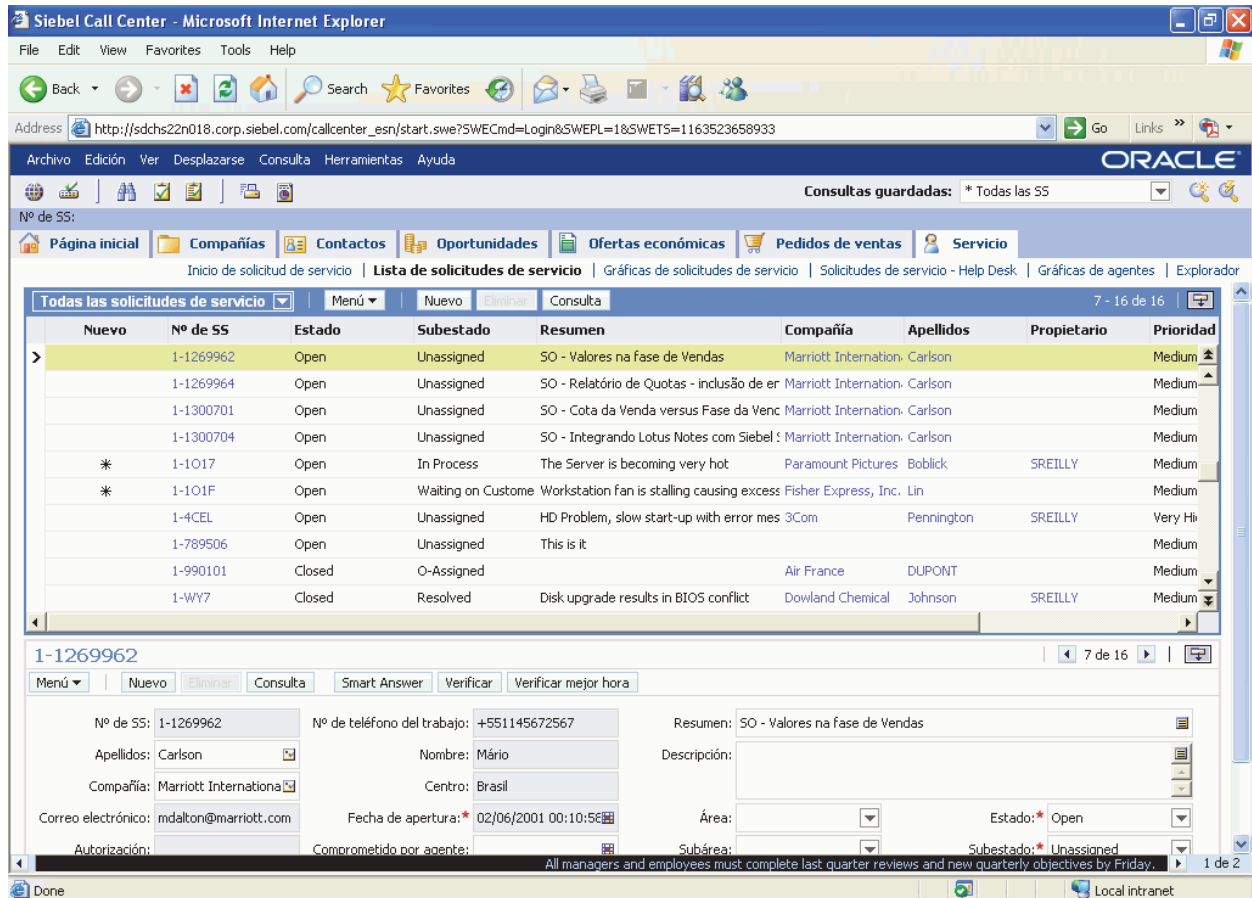 Siebel Call Center - Microsoft Internet Explorer
File Edit View Favorites Tools Help
Back Search Favorites
Address http://sdchs22n018.corp.siebel.com/callcenter_esn/start.swe?SWECmd=Login&SWEPL=1&SWETS=1163523658933 Go Links »
Archivo Edición Ver Desplazarse Consulta Herramientas Ayuda ORACLE
Consultas guardadas: * Todas las SS
Nº de SS:
Página inicial Compañías Contactos Oportunidades Ofertas económicas Pedidos de ventas Servicio
Inicio de solicitud de servicio | Lista de solicitudes de servicio | Gráficas de solicitudes de servicio | Solicitudes de servicio - Help Desk | Gráficas de agentes | Explorador
Todas las solicitudes de servicio Menú Nuevo Eliminar Consulta 7 - 16 de 16
Nuevo Nº de SS Estado Subestado Resumen Compañía Apellidos Propietario Prioridad
1-1269962 Open Unassigned SO - Valores na fase de Vendas Marriott Internation Carlson Medium
1-1269964 Open Unassigned SO - Relatório de Quotas - inclusão de er Marriott Internation Carlson Medium
1-1300701 Open Unassigned SO - Cota da Venda versus Fase da Venc Marriott Internation Carlson Medium
1-1300704 Open Unassigned SO - Integrando Lotus Notes com Siebel Marriott Internation Carlson Medium
* 1-1O17 Open In Process The Server is becoming very hot Paramount Pictures Boblick SREILLY Medium
* 1-1O1F Open Waiting on Custome Workstation fan is stalling causing excess Fisher Express, Inc. Lin Medium
1-4CEL Open Unassigned HD Problem, slow start-up with error mes 3Com Pennington SREILLY Very Hi
1-789506 Open Unassigned This is it Medium
1-990101 Closed O-Assigned Air France DUPONT Medium
1-WY7 Closed Resolved Disk upgrade results in BIOS conflict Dowland Chemical Johnson SREILLY Medium
1-1269962 7 de 16
Menú Nuevo Eliminar Consulta Smart Answer Verificar Verificar mejor hora
Nº de SS: 1-1269962 Nº de teléfono del trabajo: +551145672567 Resumen: SO - Valores na fase de Vendas
Apellidos: Carlson Nombre: Mário Descripción:
Compañía: Marriott Internationa Centro: Brasil
Correo electrónico: mdalton@marriott.com Fecha de apertura:* 02/06/2001 00:10:58 Área: Estado:* Open
Autorización: Comprometido por agente: Subárea: Subestado:* Unassigned
All managers and employees must complete last quarter reviews and new quarterly objectives by Friday. 1 de 2
Done Local intranet